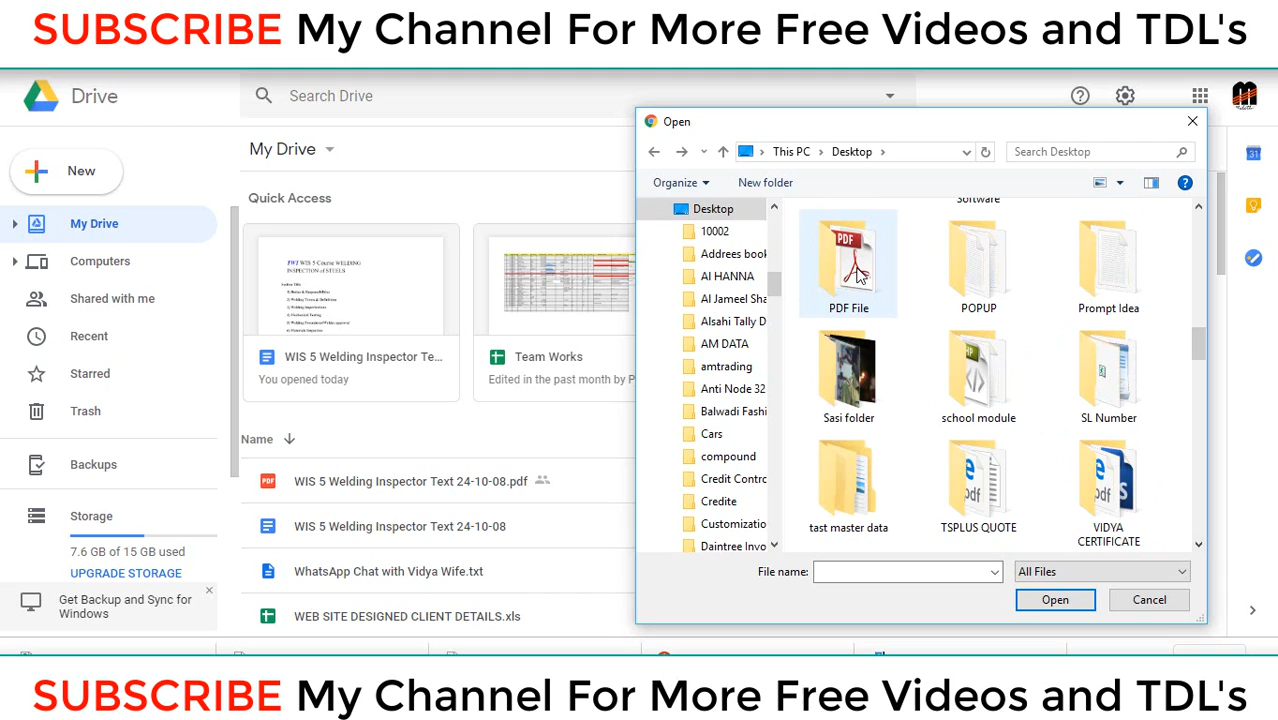 SUBSCRIBE My Channel For More Free Videos and TDL's
Drive
Search Drive
New
My Drive
Computers
Shared with me
Recent
Starred
Trash
Backups
Storage
7.6 GB of 15 GB used
UPGRADE STORAGE
Get Backup and Sync for
Windows
My Drive
Quick Access
WIS 5 Course WELDING
INSPECTION of STEELS
WIS 5 Welding Inspector Te...
You opened today
Team Works
Edited in the past month by P
Name
WIS 5 Welding Inspector Text 24-10-08.pdf
WIS 5 Welding Inspector Text 24-10-08
WhatsApp Chat with Vidya Wife.txt
WEB SITE DESIGNED CLIENT DETAILS.xls
Open
This PC
Desktop
Search Desktop
Organize
New folder
Desktop
10002
Addrees book
Al HANNA
Al Jameel Sha
Alsahi Tally D
AM DATA
amtrading
Anti Node 32
Balwadi Fashi
Cars
compound
Credit Contro
Credite
Customizatio
Daintree Invo
Software
PDF
PDF File
POPUP
Prompt Idea
Sasi folder
school module
SL Number
tast master data
TSPLUS QUOTE
VIDYA
CERTIFICATE
File name:
All Files
Open
Cancel
SUBSCRIBE My Channel For More Free Videos and TDL's